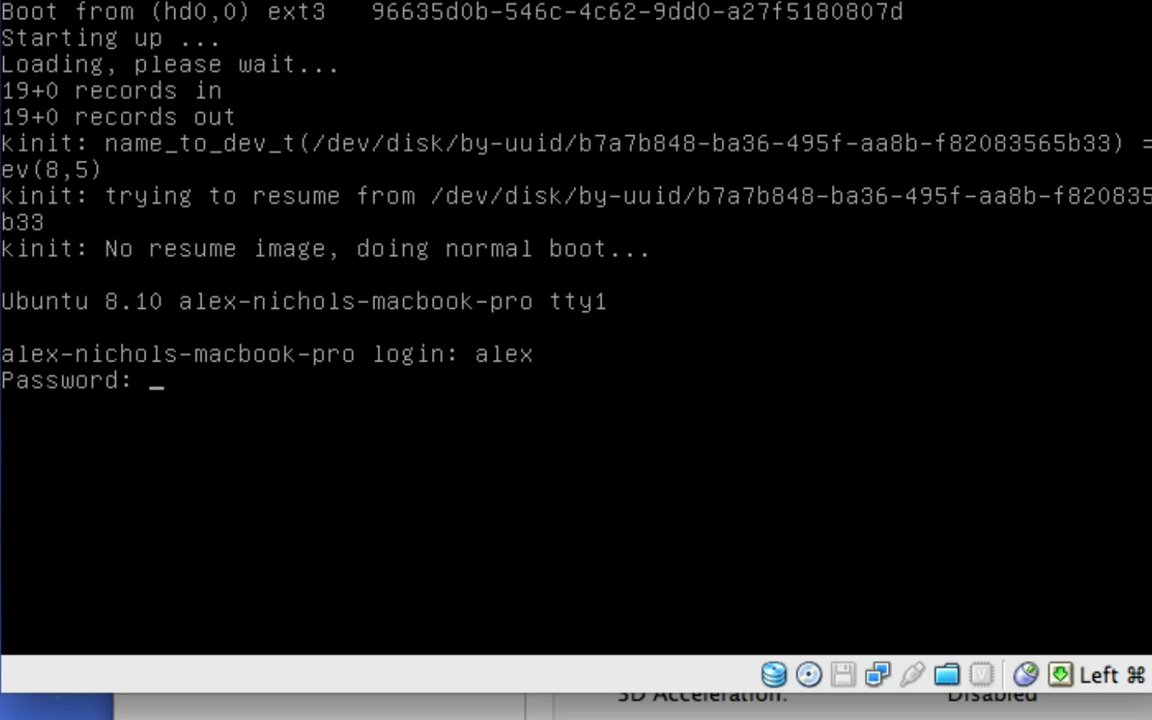 Boot from (hd0,0) ext3   96635d0b-546c-4c62-9dd0-a27f5180807d
Starting up ...
Loading, please wait...
19+0 records in
19+0 records out
kinit: name_to_dev_t(/dev/disk/by-uuid/b7a7b848-ba36-495f-aa8b-f82083565b33) =
ev(8,5)
kinit: trying to resume from /dev/disk/by-uuid/b7a7b848-ba36-495f-aa8b-f820835
b33
kinit: No resume image, doing normal boot...
Ubuntu 8.10 alex-nichols-macbook-pro tty1
alex-nichols-macbook-pro login: alex
Password: _
Left ⌘
3D Acceleration: Disabled